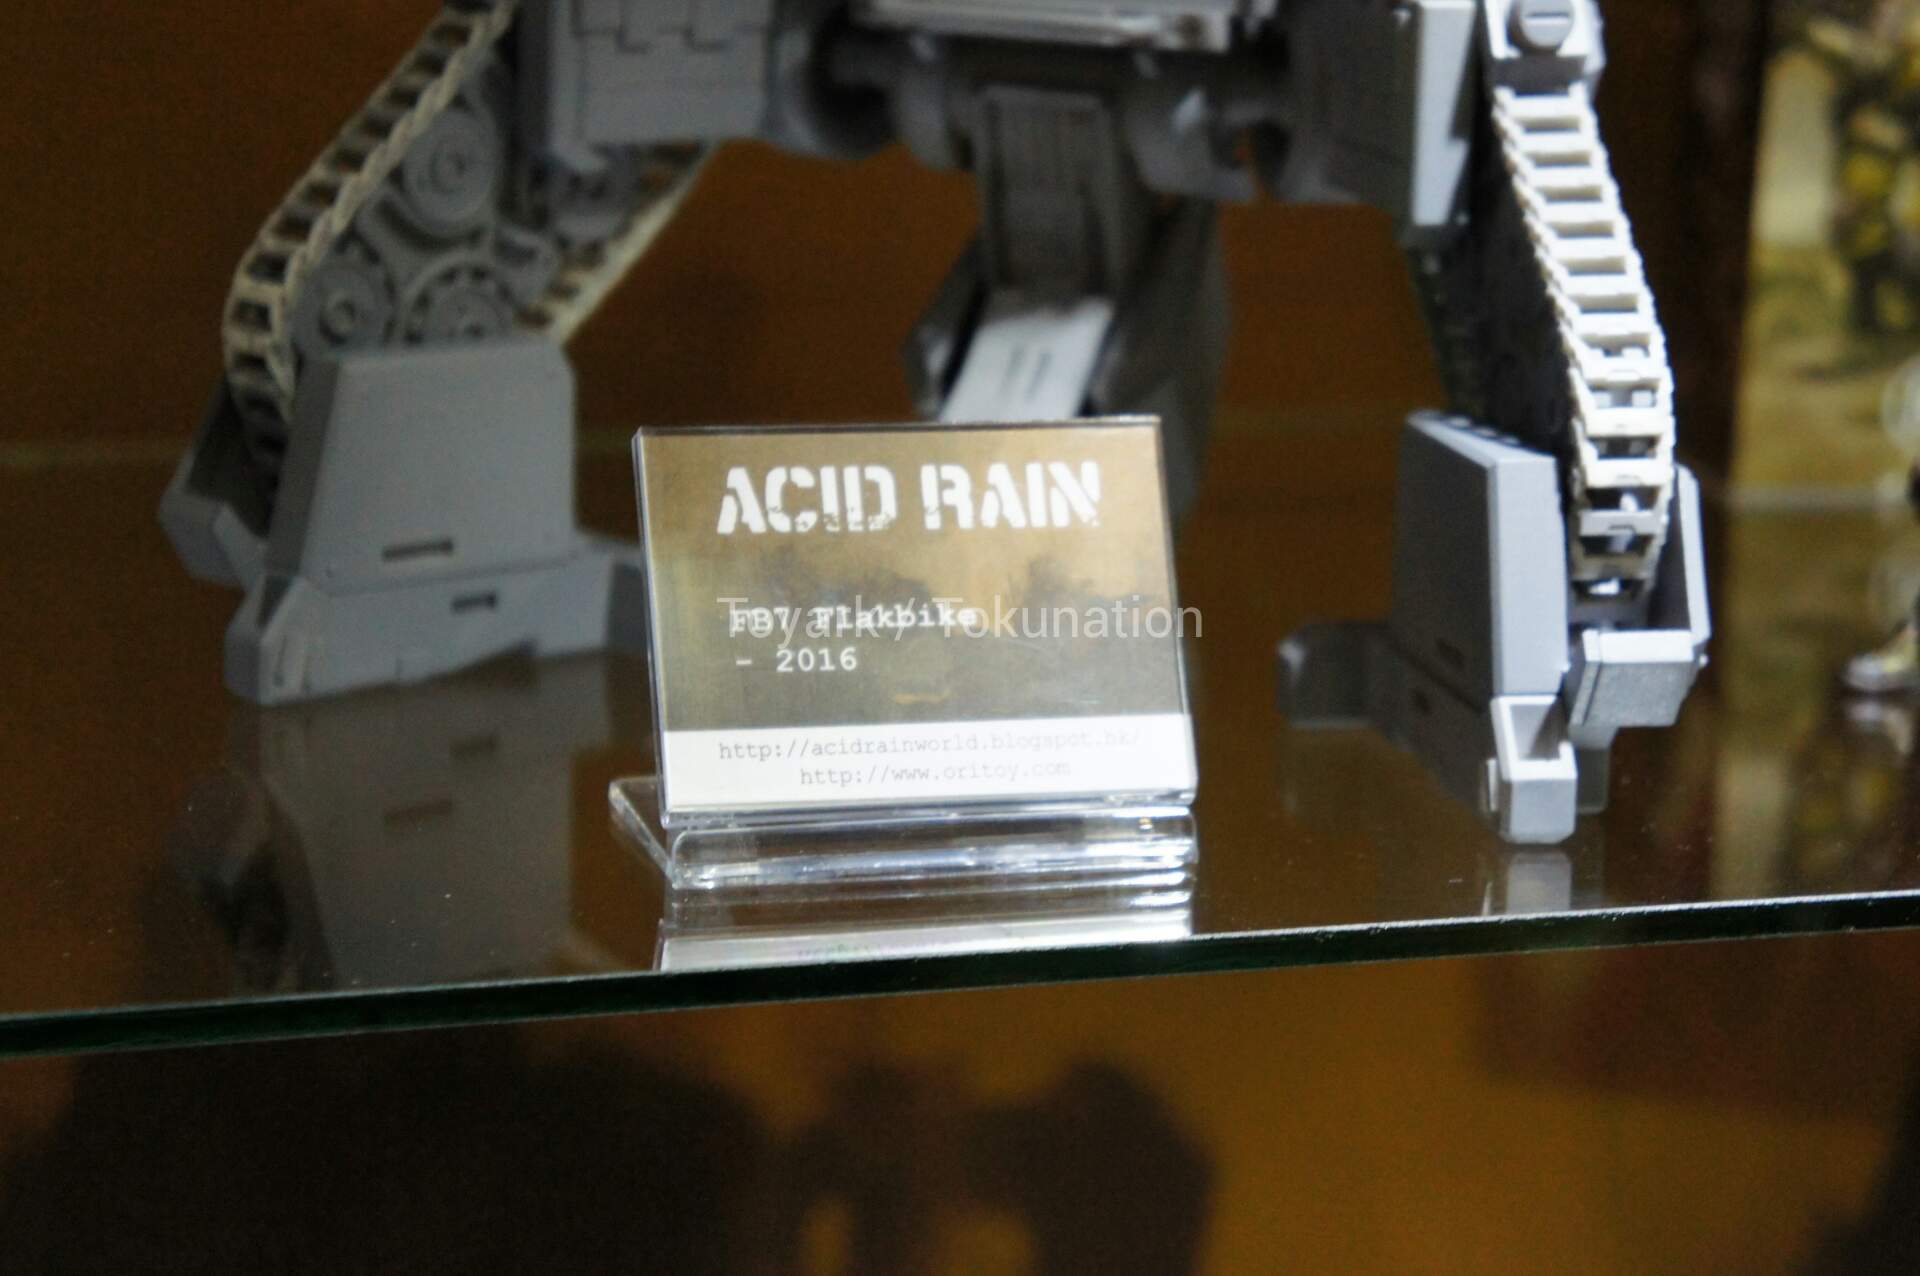 ACID RAIN
FB7 Flakbike
- 2016
Toyark / Tokunation
http://acidrainworld.blogspot.hk/
http://www.oritoy.com